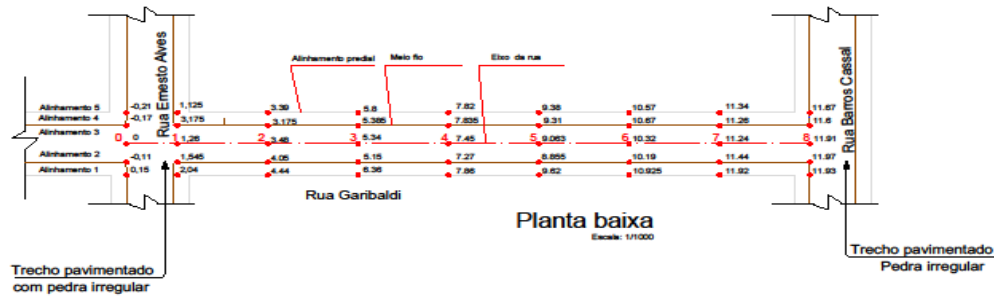 Rua Ernesto Alves
Rua Barros Cassal
Alinhamento predial
Meio fio
Eixo da rua
Alinhamento 5 -0,21 1,125 3.39 5.8 7.82 9.38 10.57 11.34 11.67
Alinhamento 4 -0,17 3,175 3.175 5.385 7.835 9.31 10.67 11.26 11.6
Alinhamento 3 0 0 1 1,26 2 3.48 3 5.34 4 7.45 5 9.063 6 10.32 7 11.24 8 11.91
Alinhamento 2 -0,11 1,545 4.05 5.15 7.27 8.855 10.19 11.44 11.97
Alinhamento 1 0,15 2,04 4.44 6.36 7.86 9.62 10.925 11.92 11.93
Rua Garibaldi
Planta baixa
Escala: 1/1000
Trecho pavimentado
com pedra irregular
Trecho pavimentado
Pedra irregular